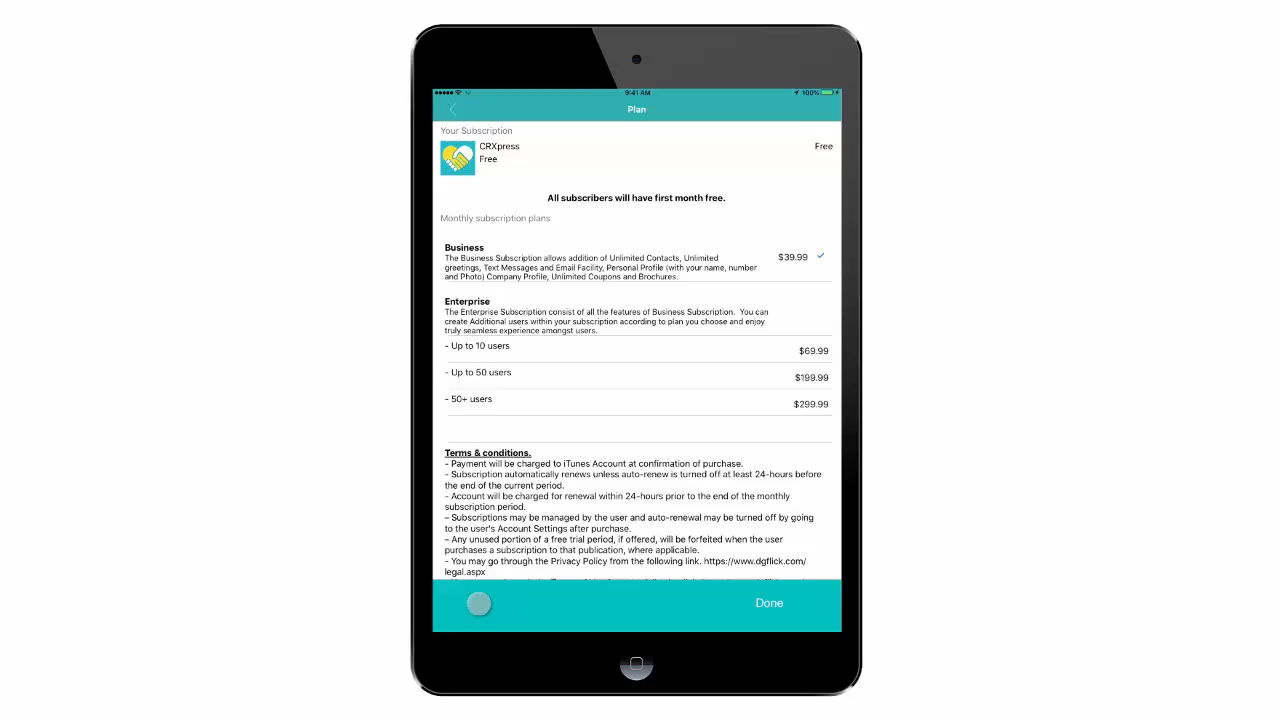 9:41 AM
100%
Plan
Your Subscription
CRXpress
Free
Free
All subscribers will have first month free.
Monthly subscription plans
Business
The Business Subscription allows addition of Unlimited Contacts, Unlimited
greetings, Text Messages and Email Facility, Personal Profile (with your name, number
and Photo) Company Profile, Unlimited Coupons and Brochures.
$39.99
Enterprise
The Enterprise Subscription consist of all the features of Business Subscription. You can
create Additional users within your subscription according to plan you choose and enjoy
truly seamless experience amongst users.
- Up to 10 users
$69.99
- Up to 50 users
$199.99
- 50+ users
$299.99
Terms & conditions.
- Payment will be charged to iTunes Account at confirmation of purchase.
- Subscription automatically renews unless auto-renew is turned off at least 24-hours before
the end of the current period.
- Account will be charged for renewal within 24-hours prior to the end of the monthly
subscription period.
– Subscriptions may be managed by the user and auto-renewal may be turned off by going
to the user's Account Settings after purchase.
– Any unused portion of a free trial period, if offered, will be forfeited when the user
purchases a subscription to that publication, where applicable.
- You may go through the Privacy Policy from the following link. https://www.dgflick.com/
legal.aspx
Done